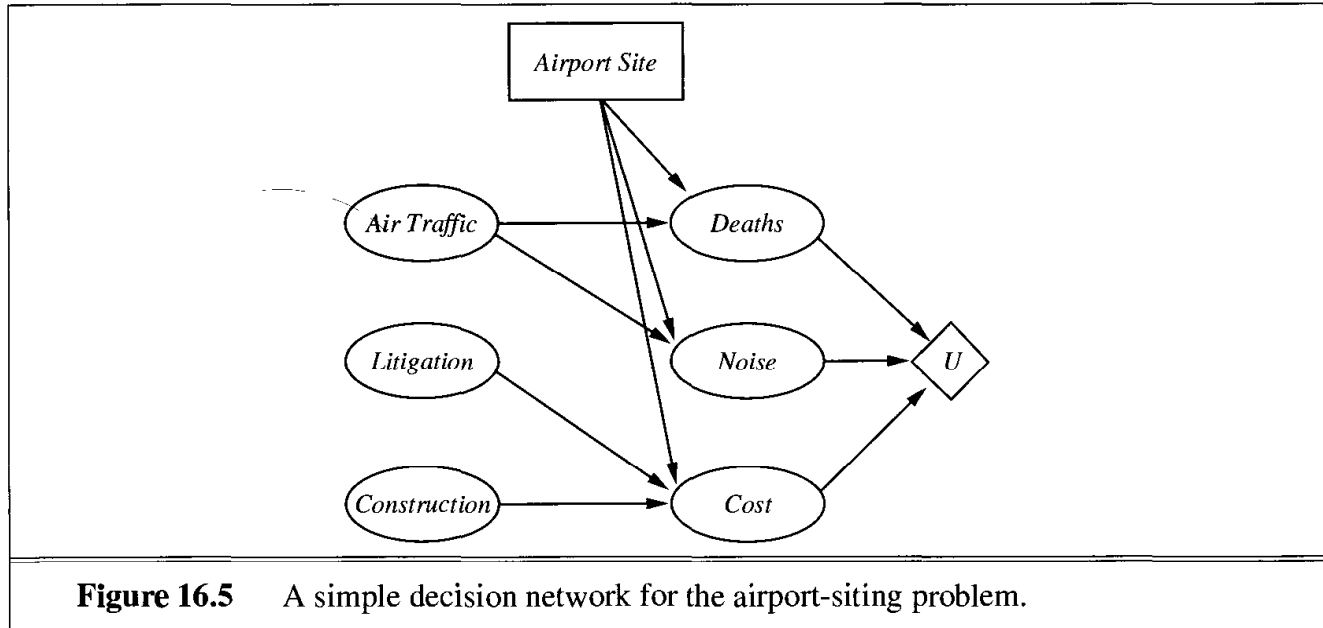 Airport Site
Air Traffic
Deaths
Litigation
Noise
U
Construction
Cost
Figure 16.5 A simple decision network for the airport-siting problem.